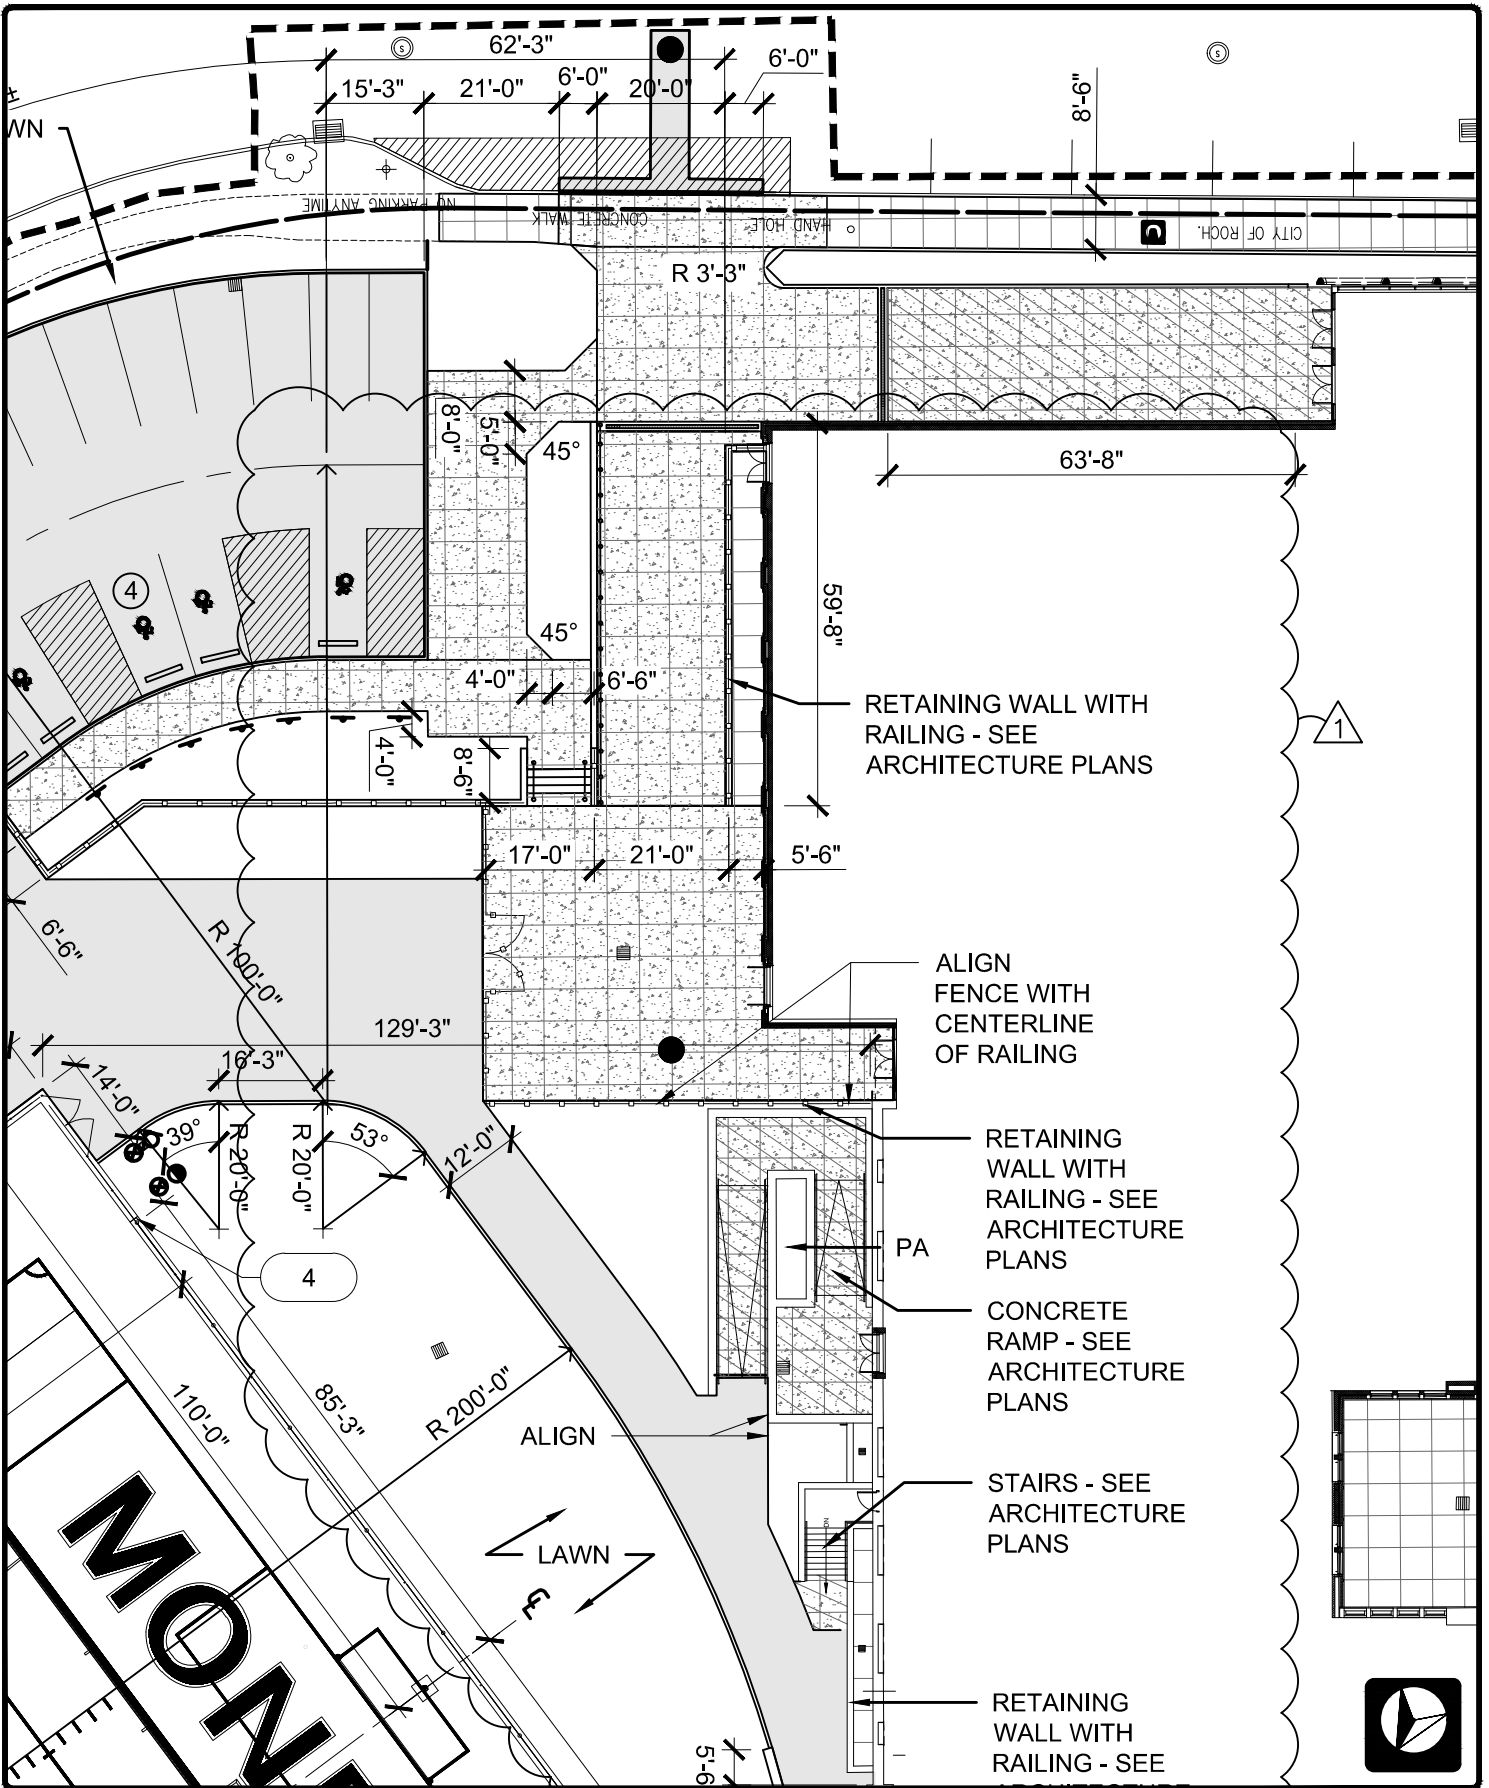 62'-3"
S
S
6'-0"
15'-3"
21'-0"
6'-0"
20'-0"
9'-8"
±
WN
NO PARKING ANYTIME
CONCRETE WALK
HAND HOLE
C
CITY OF ROCH.
R 3'-3"
8'-0"
5'-0"
45°
63'-8"
4
59'-8"
45°
4'-0"
6'-6"
RETAINING WALL WITH
RAILING - SEE
ARCHITECTURE PLANS
1
4'-0"
8'-6"
17'-0"
21'-0"
5'-6"
6'-6"
R 100'-0"
ALIGN
FENCE WITH
CENTERLINE
OF RAILING
129'-3"
16'-3"
14'-0"
39°
R 20'-0"
R 20'-0"
53°
12'-0"
RETAINING
WALL WITH
RAILING - SEE
ARCHITECTURE
PLANS
PA
4
CONCRETE
RAMP - SEE
ARCHITECTURE
PLANS
110'-0"
85'-3"
R 200'-0"
ALIGN
STAIRS - SEE
ARCHITECTURE
PLANS
LAWN
CL
MON
RETAINING
WALL WITH
RAILING - SEE
ARCHITECTURE
5'-6